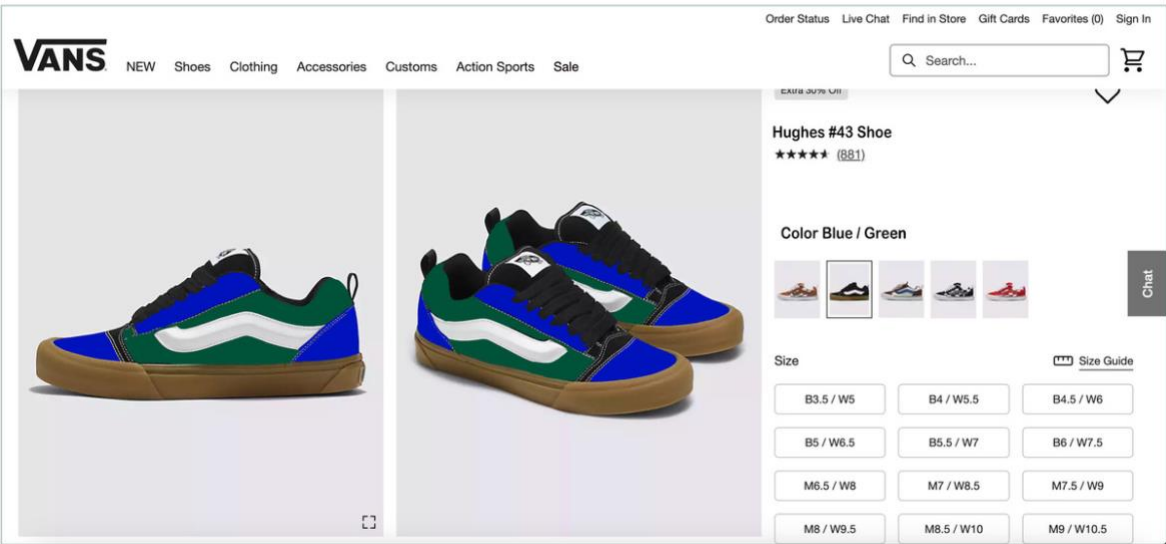 Order Status Live Chat Find in Store Gift Cards Favorites (0) Sign In
VANS NEW Shoes Clothing Accessories Customs Action Sports Sale Search...
Extra 30% Off
Hughes #43 Shoe
(881)
Color Blue / Green
Chat
Size Size Guide
B3.5 / W5 B4 / W5.5 B4.5 / W6
B5 / W6.5 B5.5 / W7 B6 / W7.5
M6.5 / W8 M7 / W8.5 M7.5 / W9
M8 / W9.5 M8.5 / W10 M9 / W10.5